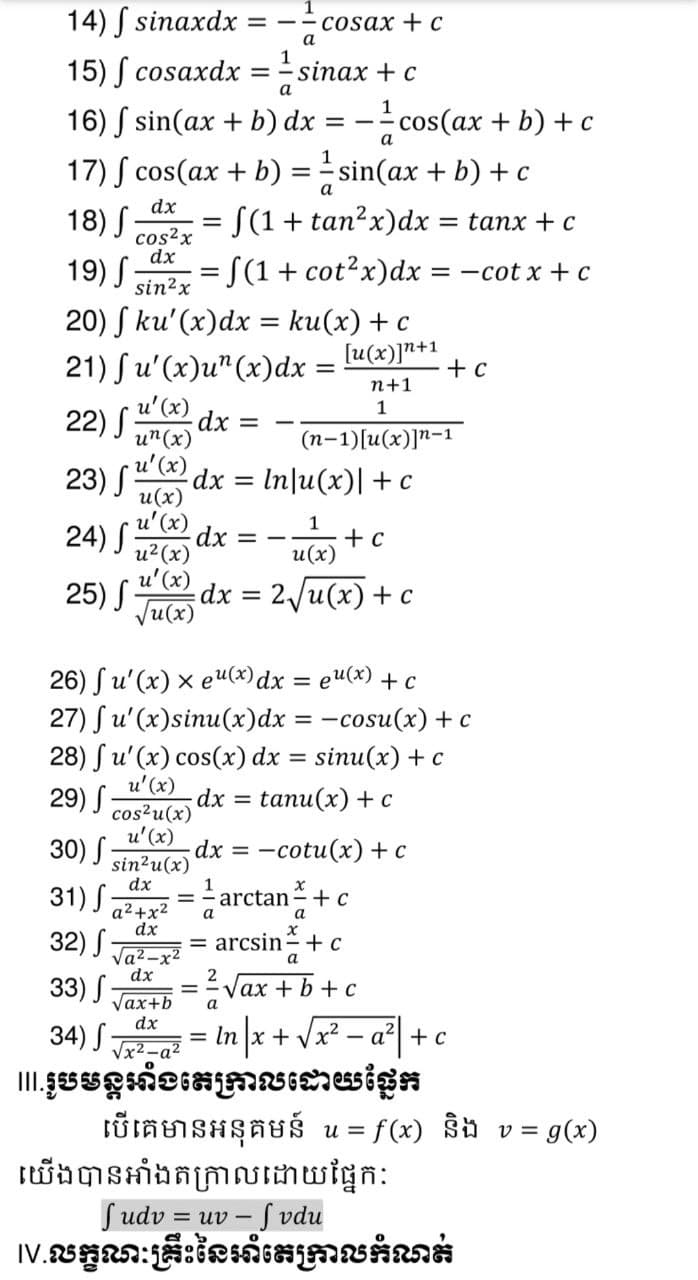 14) ∫ sinaxdx = −1/a cosax + c
15) ∫ cosaxdx = 1/a sinax + c
16) ∫ sin(ax + b) dx = −1/a cos(ax + b) + c
17) ∫ cos(ax + b) = 1/a sin(ax + b) + c
18) ∫ dx/cos²x = ∫(1 + tan²x)dx = tanx + c
19) ∫ dx/sin²x = ∫(1 + cot²x)dx = −cot x + c
20) ∫ ku′(x)dx = ku(x) + c
21) ∫ u′(x)uⁿ(x)dx = [u(x)]ⁿ⁺¹/n+1 + c
22) ∫ u′(x)/uⁿ(x) dx = − 1/(n−1)[u(x)]ⁿ⁻¹
23) ∫ u′(x)/u(x) dx = ln|u(x)| + c
24) ∫ u′(x)/u²(x) dx = − 1/u(x) + c
25) ∫ u′(x)/√u(x) dx = 2√u(x) + c
26) ∫ u′(x) × e^u(x) dx = e^u(x) + c
27) ∫ u′(x)sinu(x)dx = −cosu(x) + c
28) ∫ u′(x) cos(x) dx = sinu(x) + c
29) ∫ u′(x)/cos²u(x) dx = tanu(x) + c
30) ∫ u′(x)/sin²u(x) dx = −cotu(x) + c
31) ∫ dx/a²+x² = 1/a arctan x/a + c
32) ∫ dx/√a²−x² = arcsin x/a + c
33) ∫ dx/√ax+b = 2/a √ax + b + c
34) ∫ dx/√x²−a² = ln |x + √x² − a²| + c
III.រូបមន្តអាំងតេក្រាលដោយផ្នែក
បើគេមានអនុគមន៍ u = f(x) និង v = g(x)
យើងបានអាំងតក្រាលដោយផ្នែក:
∫ udv = uv − ∫ vdu
IV.លក្ខណៈគ្រឹះនៃអាំតេក្រាលកំណត់